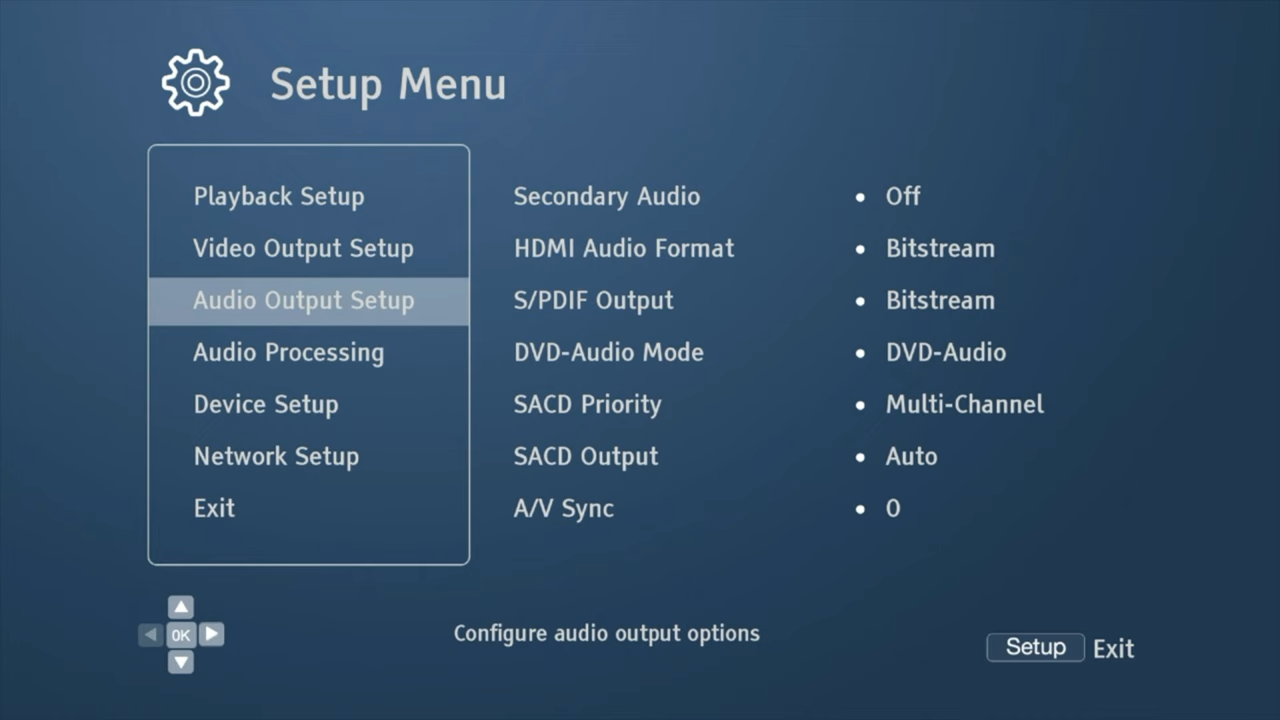 Setup Menu
Playback Setup
Video Output Setup
Audio Output Setup
Audio Processing
Device Setup
Network Setup
Exit
Secondary Audio • Off
HDMI Audio Format • Bitstream
S/PDIF Output • Bitstream
DVD-Audio Mode • DVD-Audio
SACD Priority • Multi-Channel
SACD Output • Auto
A/V Sync • 0
OK
Configure audio output options
Setup Exit